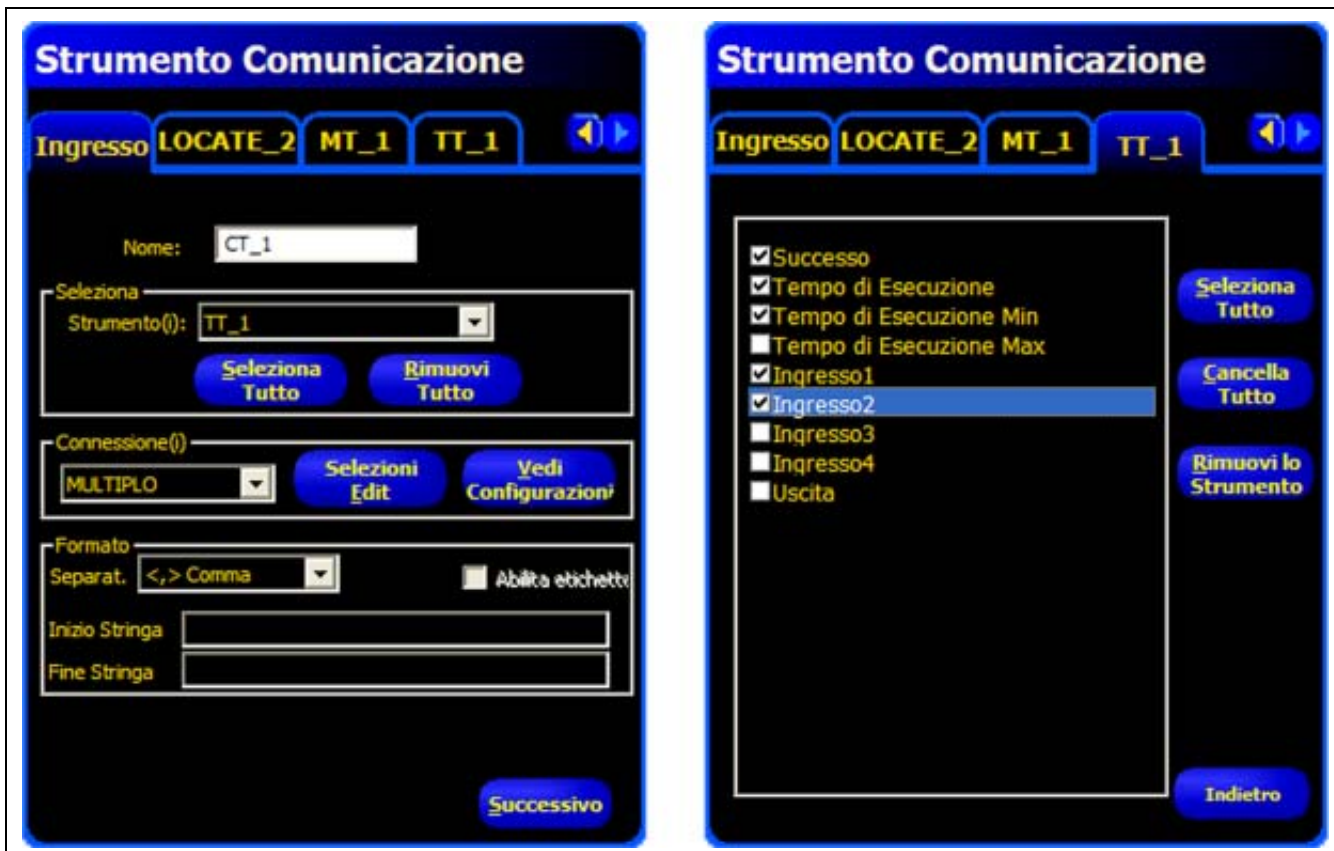 Strumento Comunicazione
Ingresso LOCATE_2 MT_1 TT_1
Nome: CT_1
Seleziona
Strumento(i): TT_1
Seleziona Tutto
Rimuovi Tutto
Connessione(i)
MULTIPLO
Selezioni Edit
Vedi Configurazioni
Formato
Separat. <,> Comma
Abilita etichette
Inizio Stringa
Fine Stringa
Successivo
Strumento Comunicazione
Ingresso LOCATE_2 MT_1 TT_1
Successo
Tempo di Esecuzione
Tempo di Esecuzione Min
Tempo di Esecuzione Max
Ingresso1
Ingresso2
Ingresso3
Ingresso4
Uscita
Seleziona Tutto
Cancella Tutto
Rimuovi lo Strumento
Indietro